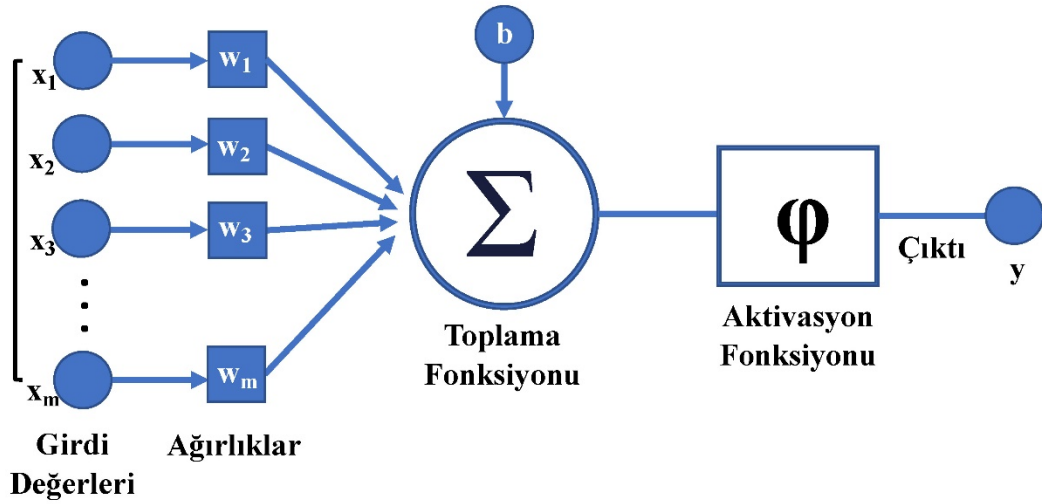 b
x1
w1
x2
w2
x3
w3
xm
wm
Σ
φ
Çıktı
y
Toplama
Fonksiyonu
Aktivasyon
Fonksiyonu
Girdi
Değerleri
Ağırlıklar